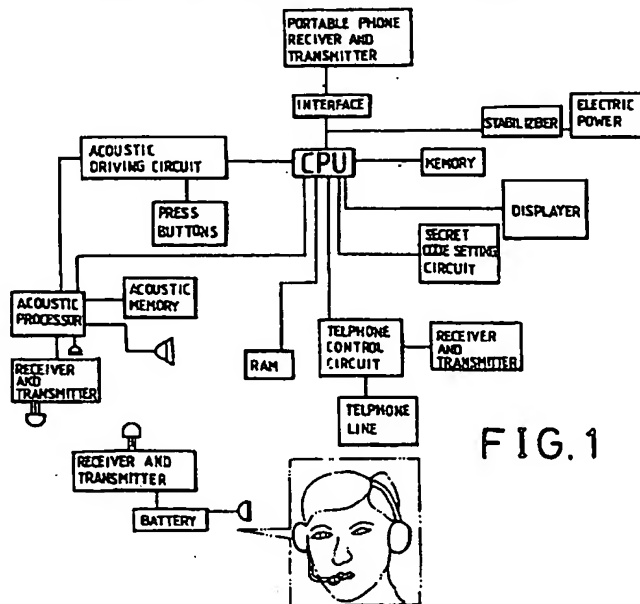 PORTABLE PHONE
RECIVER AND
TRANSMITTER
INTERFACE
STABILIZBER
ELECTRIC
POWER
ACOUSTIC
DRIVING CIRCUIT
CPU
MEMORY
PRESS
BUTTONS
DISPLAYER
SECRET
CODE SETTING
CIRCUIT
ACOUSTIC
PROCESSOR
ACOUSTIC
MEMORY
RECEIVER
AND
TRANSMITTER
RAM
TELPHONE
CONTROL
CIRCUIT
RECEIVER
AND
TRANSMITTER
TELPHONE
LINE
FIG.1
RECEIVER AND
TRANSMITTER
BATTERY